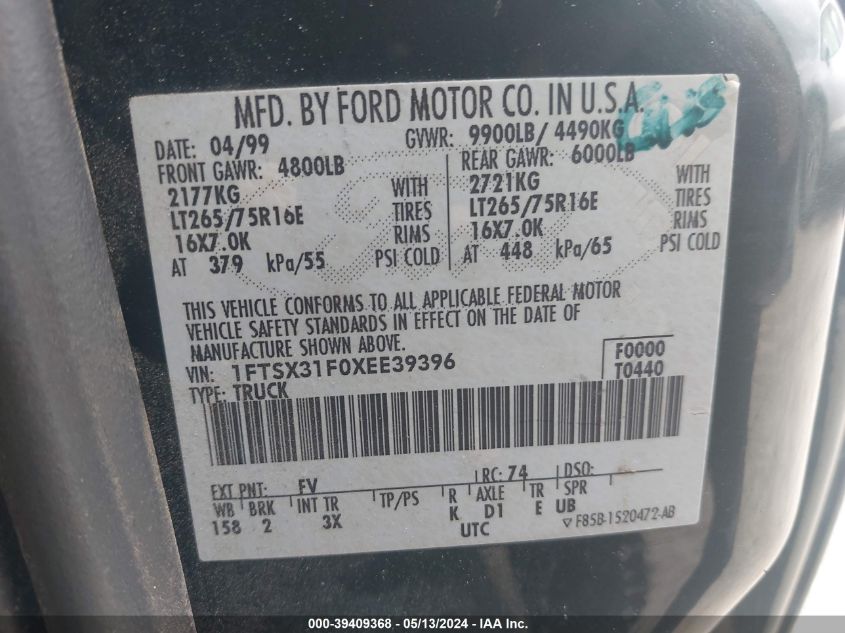 MFD. BY FORD MOTOR CO. IN U.S.A.
DATE: 04/99 GVWR: 9900LB/ 4490KG
FRONT GAWR: 4800LB REAR GAWR: 6000LB
2177KG WITH 2721KG WITH
LT265/75R16E TIRES LT265/75R16E TIRES
16X7.0K RIMS 16X7.0K RIMS
AT 379 kPa/55 PSI COLD AT 448 kPa/65 PSI COLD
THIS VEHICLE CONFORMS TO ALL APPLICABLE FEDERAL MOTOR
VEHICLE SAFETY STANDARDS IN EFFECT ON THE DATE OF
MANUFACTURE SHOWN ABOVE.
VIN: 1FTSX31F0XEE39396 F0000
TYPE: TRUCK T0440
EXT PNT: FV RC: 74 DSO:
WB BRK INT TR TP/PS R AXLE TR SPR
158 2 3X K D1 E UB
UTC ▽ F85B-1520472-AB
000-39409368 - 05/13/2024 - IAAI.com